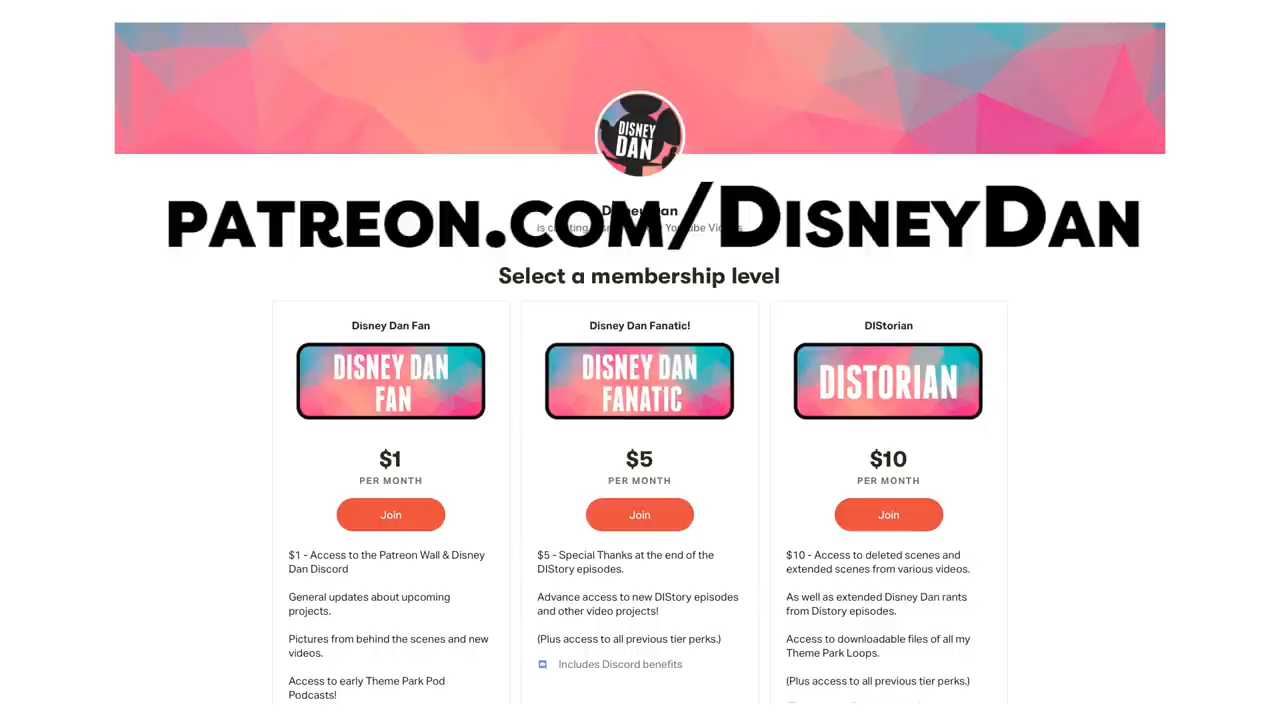 DISNEY
DAN
PATREON.COM/DISNEYDAN
Select a membership level
Disney Dan Fan
DISNEY DAN
FAN
$1
PER MONTH
Join
$1 - Access to the Patreon Wall & Disney
Dan Discord
General updates about upcoming
projects.
Pictures from behind the scenes and new
videos.
Access to early Theme Park Pod
Podcasts!
Disney Dan Fanatic!
DISNEY DAN
FANATIC
$5
PER MONTH
Join
$5 - Special Thanks at the end of the
DIStory episodes.
Advance access to new DIStory episodes
and other video projects!
(Plus access to all previous tier perks.)
Includes Discord benefits
DIStorian
DISTORIAN
$10
PER MONTH
Join
$10 - Access to deleted scenes and
extended scenes from various videos.
As well as extended Disney Dan rants
from Distory episodes.
Access to downloadable files of all my
Theme Park Loops.
(Plus access to all previous tier perks.)